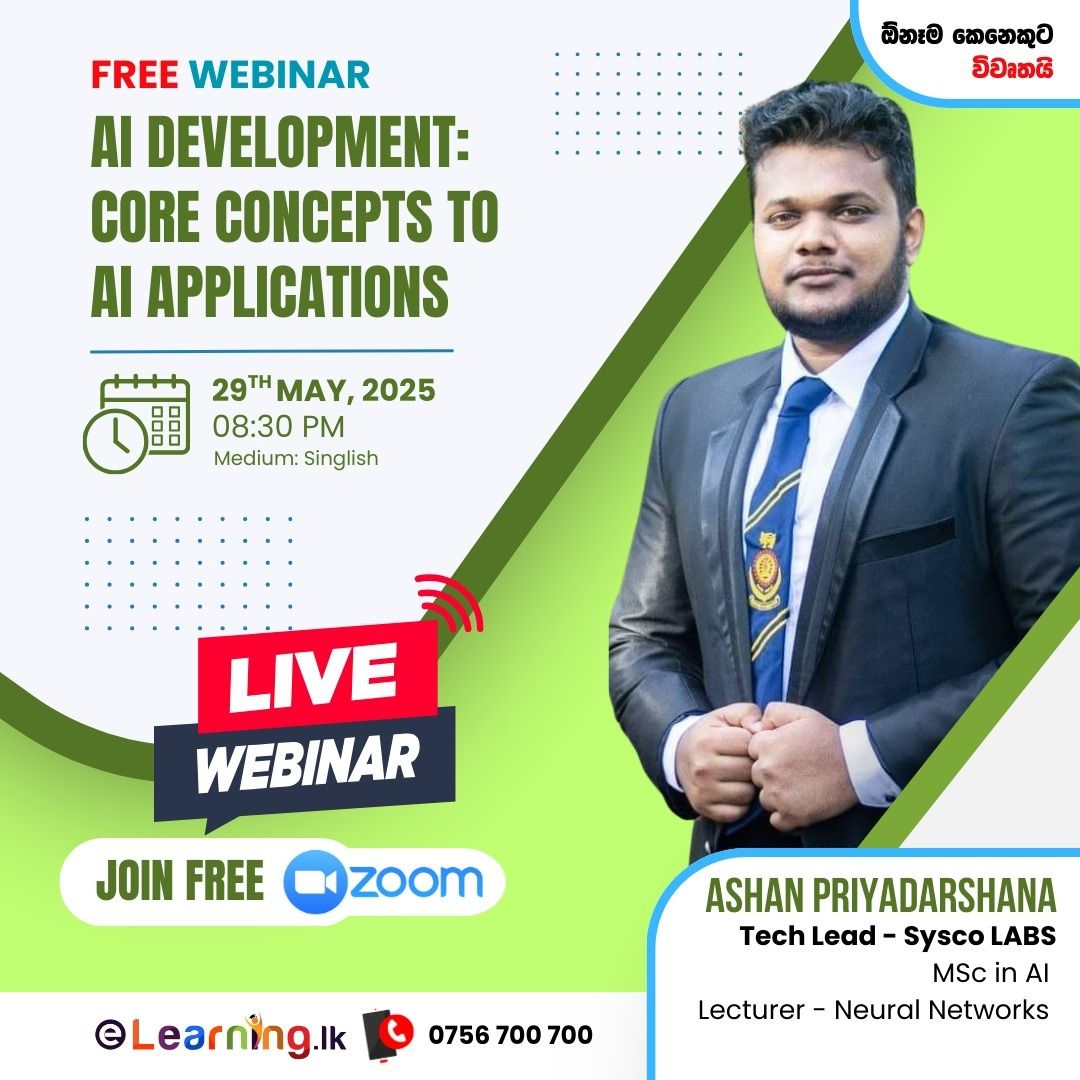 ඕනෑම කෙනෙකුට
විවෘතයි
FREE WEBINAR
AI DEVELOPMENT:
CORE CONCEPTS TO
AI APPLICATIONS
29TH MAY, 2025
08:30 PM
Medium: Singlish
LIVE
WEBINAR
JOIN FREE zoom
ASHAN PRIYADARSHANA
Tech Lead - Sysco LABS
MSc in AI
Lecturer - Neural Networks
eLearning.lk 0756 700 700